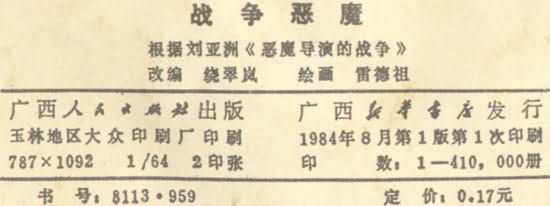 战争恶魔
根据刘亚洲《恶魔导演的战争》
改编 绕翠岚 绘画 雷德祖
广西人民出版社出版 广西新华书店发行
玉林地区大众印刷厂印刷 1984年8月第1版第1次印刷
787×1092 1/64 2印张 印 数：1—410，000册
书 号：8113·959 定 价：0.17元